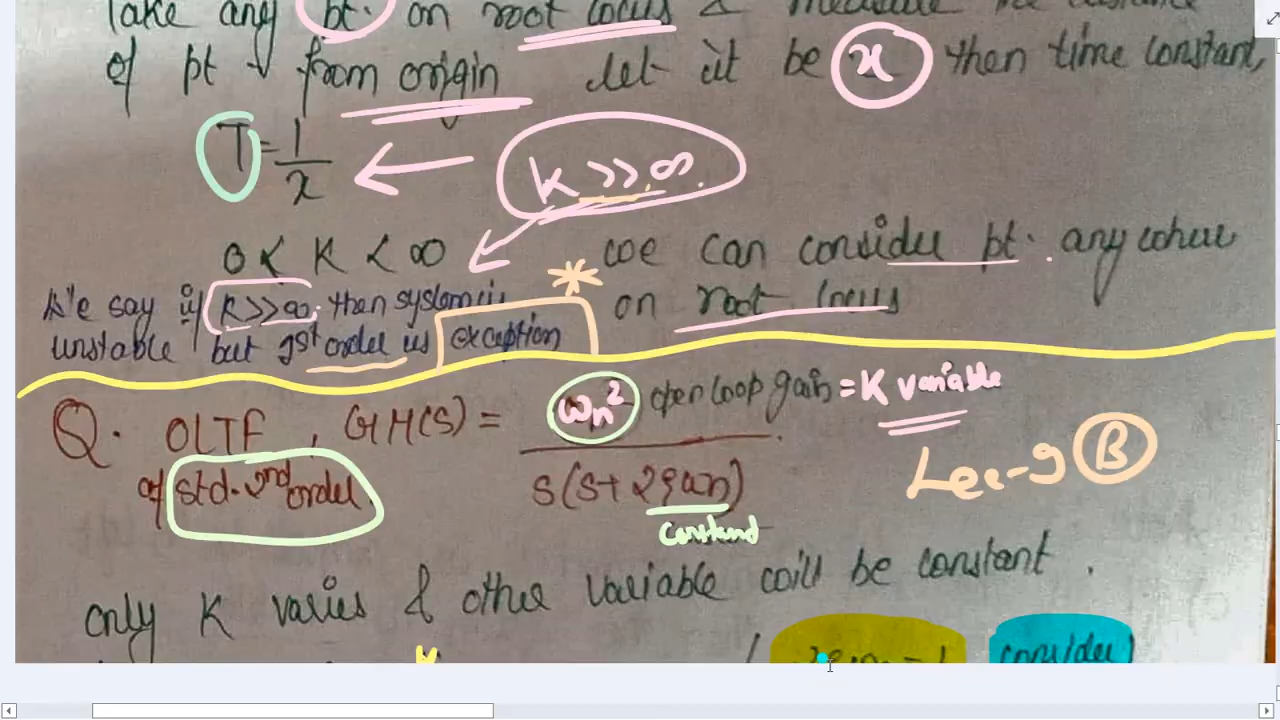 Take any pt. on root locus & measure the distance
of pt from origin let it be x then time constant,
T = 1/x
K >> ∞.
0 < K < ∞ we can consider pt. anywhere
on root locus
We say if K >> ∞. then system is
unstable but 1st order is exception
Q. OLTF, GH(S) = ωn² / s(s+2ξωn)
of std. 2nd order
open loop gain = K variable
Constand
Lec-9 B
only K varies & other variable will be constant.
consider